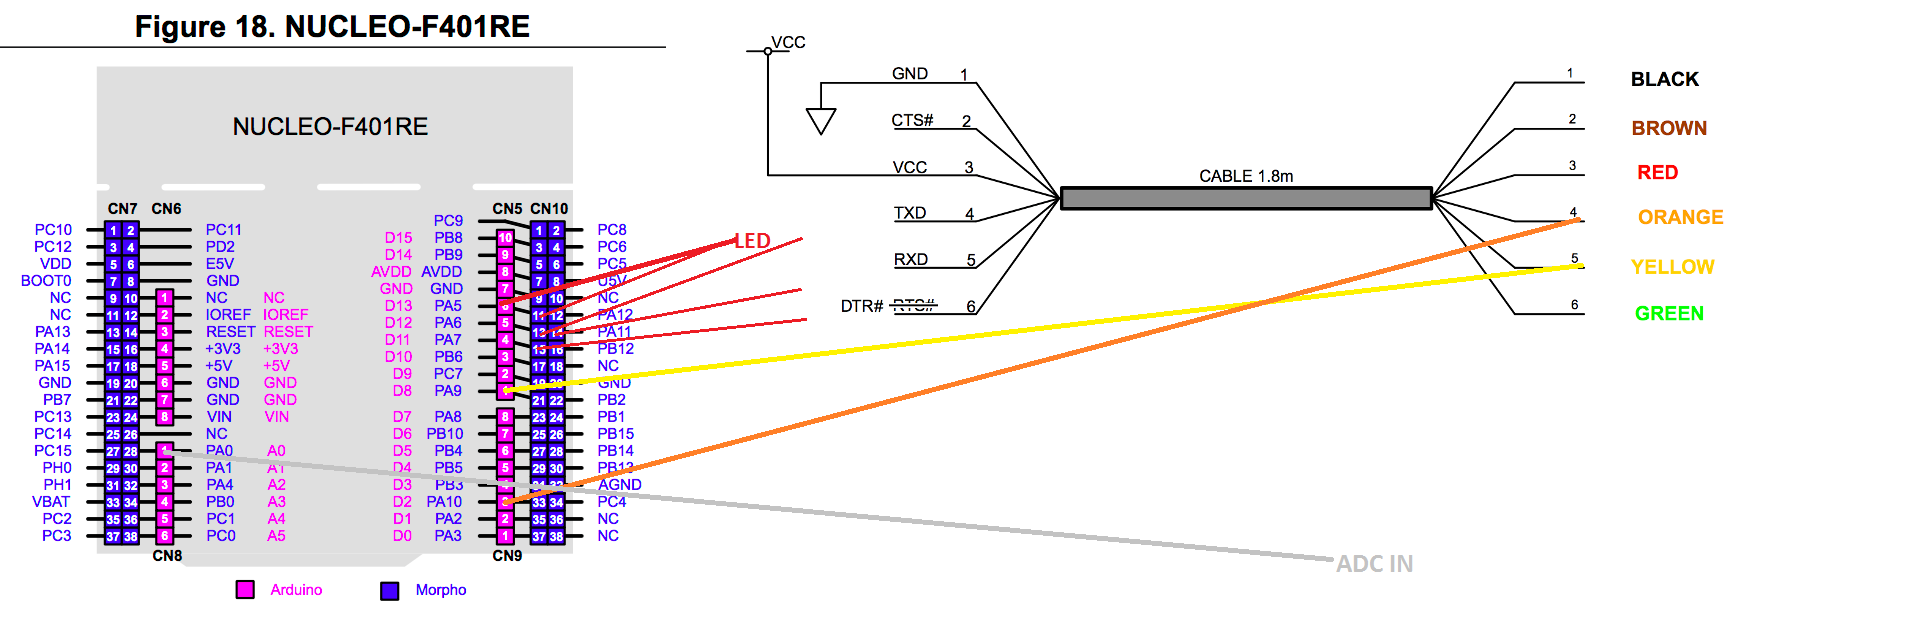 Figure 18. NUCLEO-F401RE
NUCLEO-F401RE
CN7 CN6 CN5 CN10
PC9
PC10 1 2 PC11 1 2 PC8
D15 PB8 10
PC12 3 4 PD2 3 4 PC6
D14 PB9 9
VDD 5 6 E5V 5 6 PC5
AVDD AVDD 8
BOOT0 7 8 GND 7 8 U5V
GND GND 7
NC 9 10 1 NC NC 9 10 NC
D13 PA5
NC 11 12 2 IOREF IOREF 11 12 PA12
D12 PA6 5
PA13 13 14 3 RESET RESET PA11
D11 PA7 4
PA14 15 16 4 +3V3 +3V3 15 16 PB12
D10 PB6 3
PA15 17 18 5 +5V +5V 17 18 NC
D9 PC7 2
GND 19 20 6 GND GND GND
D8 PA9
PB7 21 22 7 GND GND 21 22 PB2
PC13 23 24 8 VIN VIN D7 PA8 8 23 24 PB1
PC14 25 26 NC D6 PB10 7 25 26 PB15
PC15 27 28 1 PA0 A0 D5 PB4 6 27 28 PB14
PH0 29 30 2 PA1 A1 D4 PB5 5 29 30 PB13
PH1 31 32 3 PA4 A2 D3 PB3 AGND
VBAT 33 34 4 PB0 A3 D2 PA10 33 34 PC4
PC2 35 36 5 PC1 A4 D1 PA2 2 35 36 NC
PC3 37 38 6 PC0 A5 D0 PA3 1 37 38 NC
CN8 CN9
Arduino Morpho
LED
VCC
GND 1
CTS# 2
VCC 3
TXD 4
RXD 5
DTR# RTS# 6
CABLE 1.8m
1 BLACK
2 BROWN
3 RED
4 ORANGE
5 YELLOW
6 GREEN
ADC IN